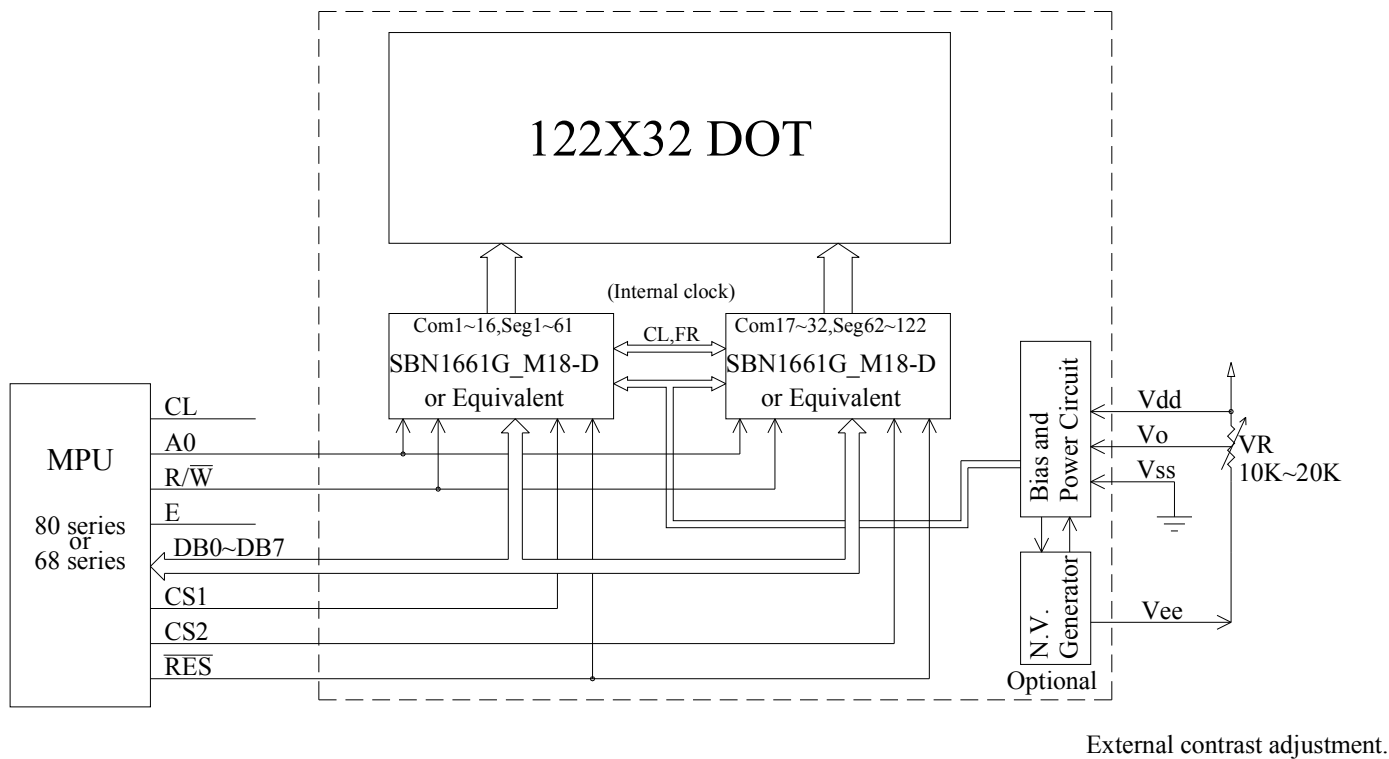 122X32 DOT
(Internal clock)
Com1~16,Seg1~61
SBN1661G_M18-D
or Equivalent
CL,FR
Com17~32,Seg62~122
SBN1661G_M18-D
or Equivalent
MPU
80 series
or
68 series
CL
A0
R/W̅
E
DB0~DB7
CS1
CS2
R̅E̅S̅
Bias and
Power Circuit
Vdd
Vo
Vss
VR
10K~20K
N.V.
Generator
Vee
Optional
External contrast adjustment.